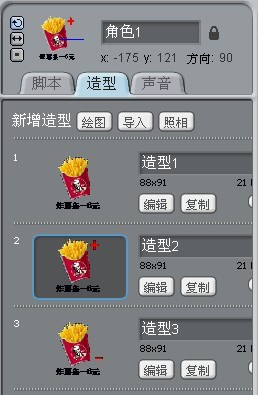 角色1
x: -175 y: 121 方向: 90
脚本 造型 声音
新增造型 绘图 导入 照相
1 造型1
88x91 21
编辑 复制
2 造型2
编辑 复制
3 造型3
88x91 21
编辑 复制